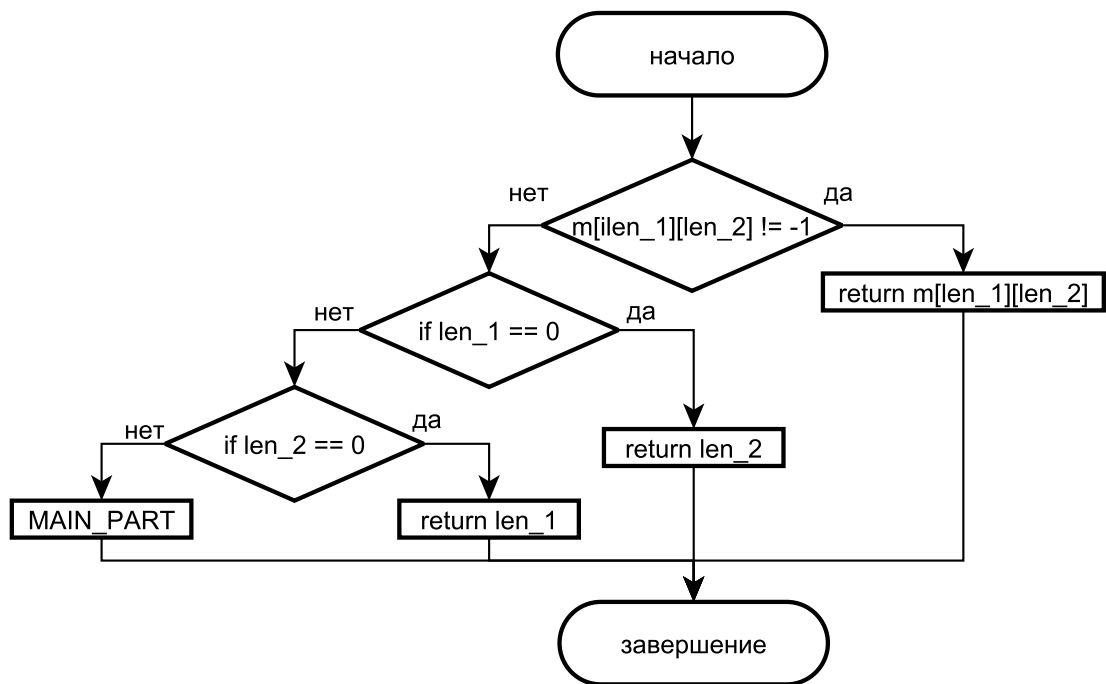 начало
нет
да
m[ilen_1][len_2] != -1
return m[len_1][len_2]
нет
да
if len_1 == 0
нет
да
if len_2 == 0
return len_2
MAIN_PART
return len_1
завершение